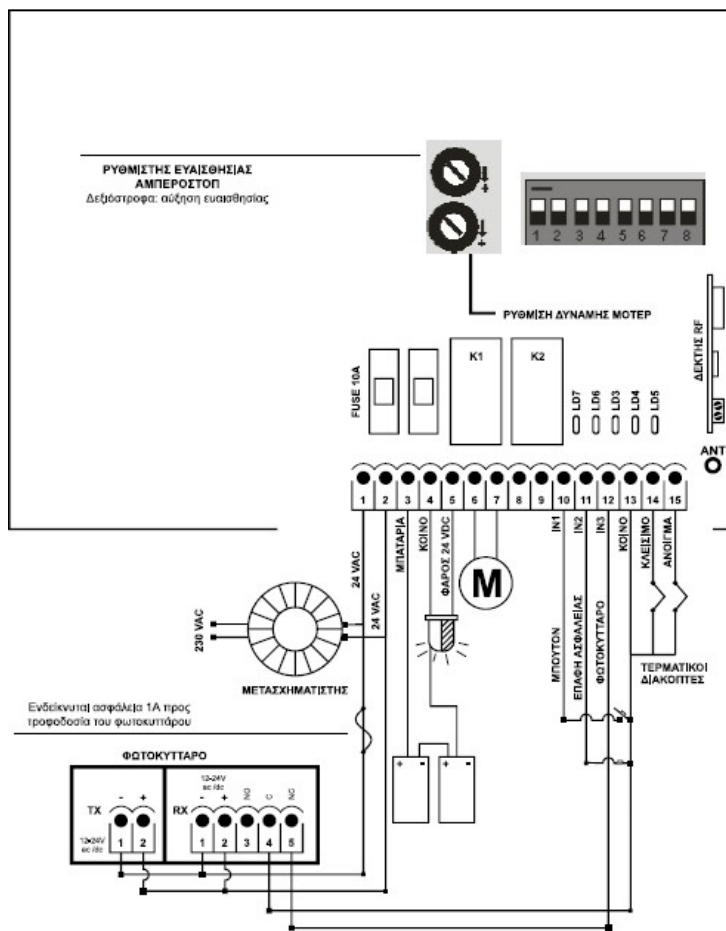 ΡΥΘΜΙΣΤΗΣ ΕΥΑΙΣΘΗΣΙΑΣ
ΑΜΠΕΡΟΣΤΟΠ
Δεξιόστροφα: αύξηση ευαισθησίας
+
+
1 2 3 4 5 6 7 8
ΡΥΘΜΙΣΗ ΔΥΝΑΜΗΣ ΜΟΤΕΡ
ΔΕΚΤΗΣ RF
FUSE 10A
K1
K2
LD7
LD6
LD3
LD4
LD5
ANT
1 2 3 4 5 6 7 8 9 10 11 12 13 14 15
24 VAC
24 VAC
ΜΠΑΤΑΡΙΑ
ΚΟΙΝΟ
ΦΑΡΟΣ 24 VDC
M
IN1
IN2
IN3
ΚΟΙΝΟ
ΚΛΕΙΣΙΜΟ
ΑΝΟΙΓΜΑ
ΜΠΟΥΤΟΝ
ΕΠΑΦΗ ΑΣΦΑΛΕΙΑΣ
ΦΩΤΟΚΥΤΤΑΡΟ
230 VAC
ΜΕΤΑΣΧΗΜΑΤΙΣΤΗΣ
ΤΕΡΜΑΤΙΚΟΙ
ΔΙΑΚΟΠΤΕΣ
Ενδείκνυται ασφάλεια 1Α προς
τροφοδοσία του φωτοκυττάρου
+ - + -
ΦΩΤΟΚΥΤΤΑΡΟ
12-24V
ac /dc
- + - + NO C NC
TX
RX
12-24V
ac /dc
1 2 1 2 3 4 5